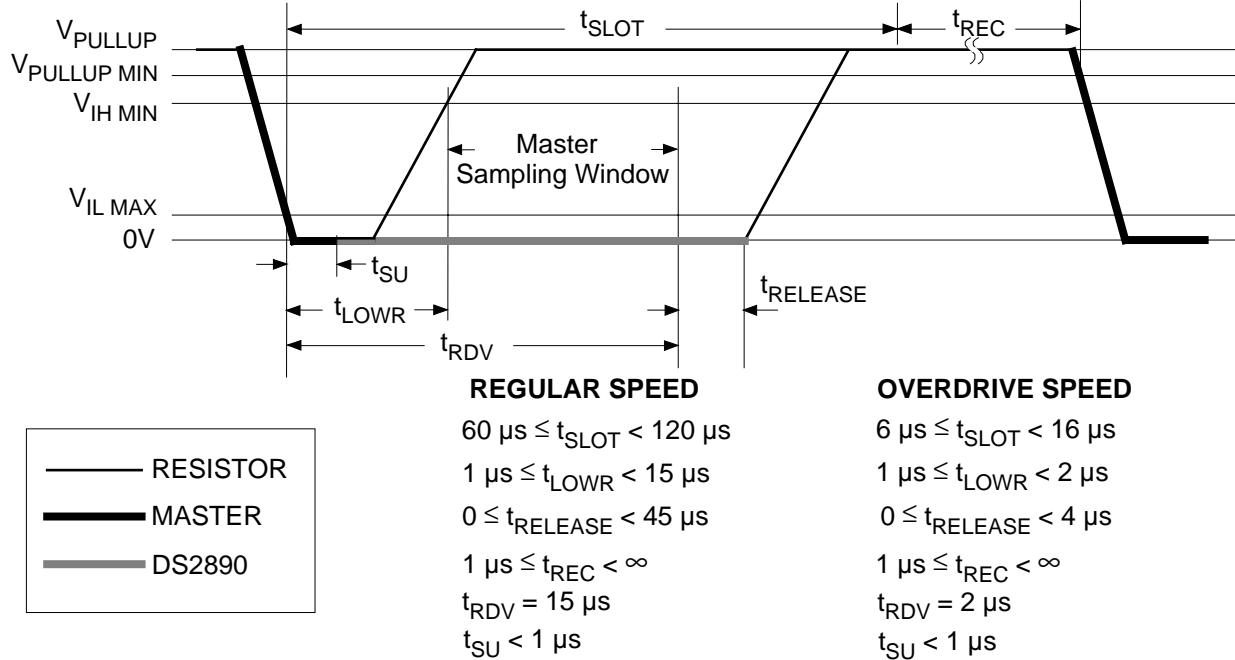 t_SLOT
t_REC
V_PULLUP
V_PULLUP MIN
V_IH MIN
Master
Sampling Window
V_IL MAX
0V
t_SU
t_RELEASE
t_LOWR
t_RDV
REGULAR SPEED
60 µs ≤ t_SLOT < 120 µs
1 µs ≤ t_LOWR < 15 µs
0 ≤ t_RELEASE < 45 µs
1 µs ≤ t_REC < ∞
t_RDV = 15 µs
t_SU < 1 µs
OVERDRIVE SPEED
6 µs ≤ t_SLOT < 16 µs
1 µs ≤ t_LOWR < 2 µs
0 ≤ t_RELEASE < 4 µs
1 µs ≤ t_REC < ∞
t_RDV = 2 µs
t_SU < 1 µs
RESISTOR
MASTER
DS2890